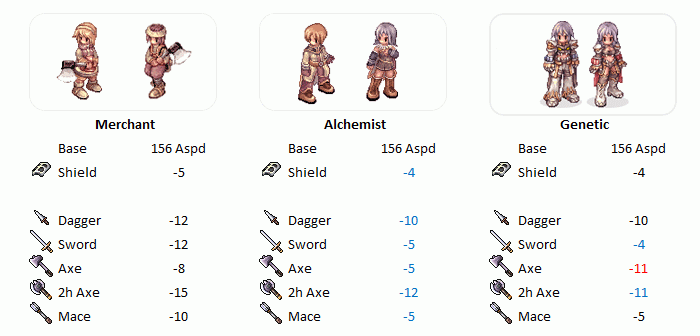 Merchant Alchemist Genetic
Base 156 Aspd Base 156 Aspd Base 156 Aspd
Shield -5 Shield -4 Shield -4
Dagger -12 Dagger -10 Dagger -10
Sword -12 Sword -5 Sword -4
Axe -8 Axe -5 Axe -11
2h Axe -15 2h Axe -12 2h Axe -11
Mace -10 Mace -5 Mace -5